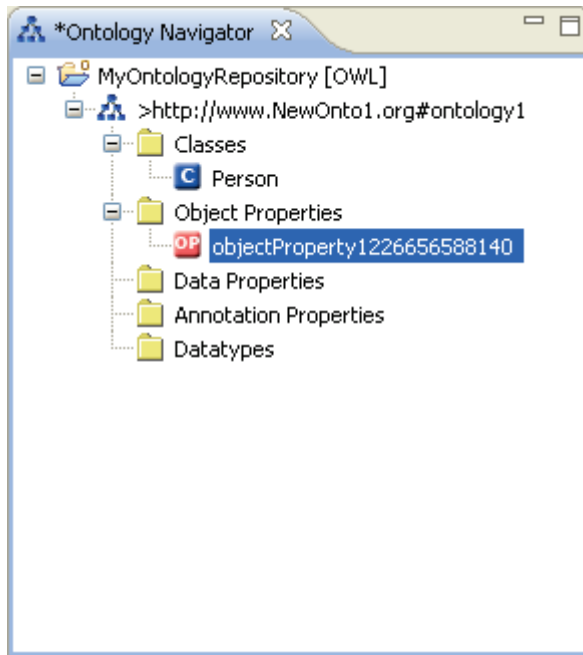 *Ontology Navigator
MyOntologyRepository [OWL]
>http://www.NewOnto1.org#ontology1
Classes
C Person
Object Properties
OP objectProperty1226656588140
Data Properties
Annotation Properties
Datatypes